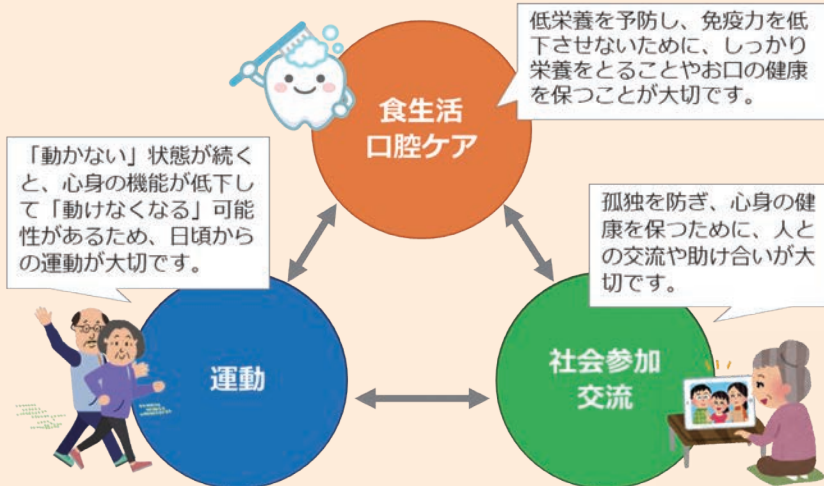 低栄養を予防し、免疫力を低
下させないために、しっかり
栄養をとることやお口の健康
を保つことが大切です。
食生活
口腔ケア
「動かない」状態が続く
と、心身の機能が低下し
て「動けなくなる」可能
性があるため、日頃から
の運動が大切です。
孤独を防ぎ、心身の健
康を保つために、人と
の交流や助け合いが大
切です。
運動
社会参加
交流